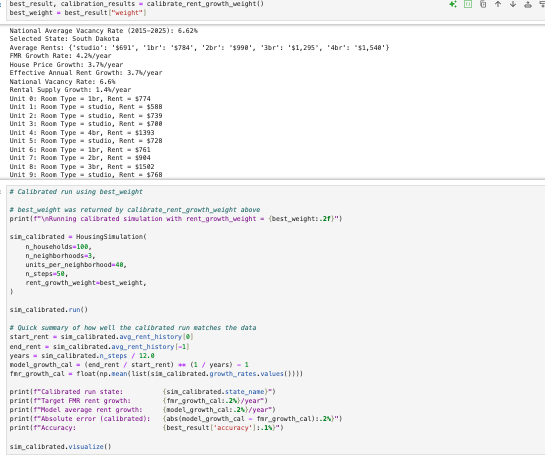 best_result, calibration_results = calibrate_rent_growth_weight()
best_weight = best_result["weight"]
National Average Vacancy Rate (2015-2025): 6.62%
Selected State: South Dakota
Average Rents: {'studio': '$691', '1br': '$784', '2br': '$990', '3br': '$1,295', '4br': '$1,540'}
FMR Growth Rate: 4.2%/year
House Price Growth: 3.7%/year
Effective Annual Rent Growth: 3.7%/year
National Vacancy Rate: 6.6%
Rental Supply Growth: 1.4%/year
Unit 0: Room Type = 1br, Rent = $774
Unit 1: Room Type = studio, Rent = $580
Unit 2: Room Type = studio, Rent = $739
Unit 3: Room Type = studio, Rent = $700
Unit 4: Room Type = 4br, Rent = $1393
Unit 5: Room Type = studio, Rent = $728
Unit 6: Room Type = 1br, Rent = $761
Unit 7: Room Type = 2br, Rent = $904
Unit 8: Room Type = 3br, Rent = $1502
Unit 9: Room Type = studio, Rent = $768
# Calibrated run using best_weight
# best_weight was returned by calibrate_rent_growth_weight above
print(f"\nRunning calibrated simulation with rent_growth_weight = {best_weight:.2f}")
sim_calibrated = HousingSimulation(
n_households=100,
n_neighborhoods=3,
units_per_neighborhood=40,
n_steps=50,
rent_growth_weight=best_weight,
)
sim_calibrated.run()
# Quick summary of how well the calibrated run matches the data
start_rent = sim_calibrated.avg_rent_history[0]
end_rent = sim_calibrated.avg_rent_history[-1]
years = sim_calibrated.n_steps / 12.0
model_growth_cal = (end_rent / start_rent) ** (1 / years) - 1
fmr_growth_cal = float(np.mean(list(sim_calibrated.growth_rates.values())))
print(f"Calibrated run state: {sim_calibrated.state_name}")
print(f"Target FMR rent growth: {fmr_growth_cal:.2%}/year")
print(f"Model average rent growth: {model_growth_cal:.2%}/year")
print(f"Absolute error (calibrated): {abs(model_growth_cal - fmr_growth_cal):.2%}")
print(f"Accuracy: {best_result['accuracy']:.1%}")
sim_calibrated.visualize()